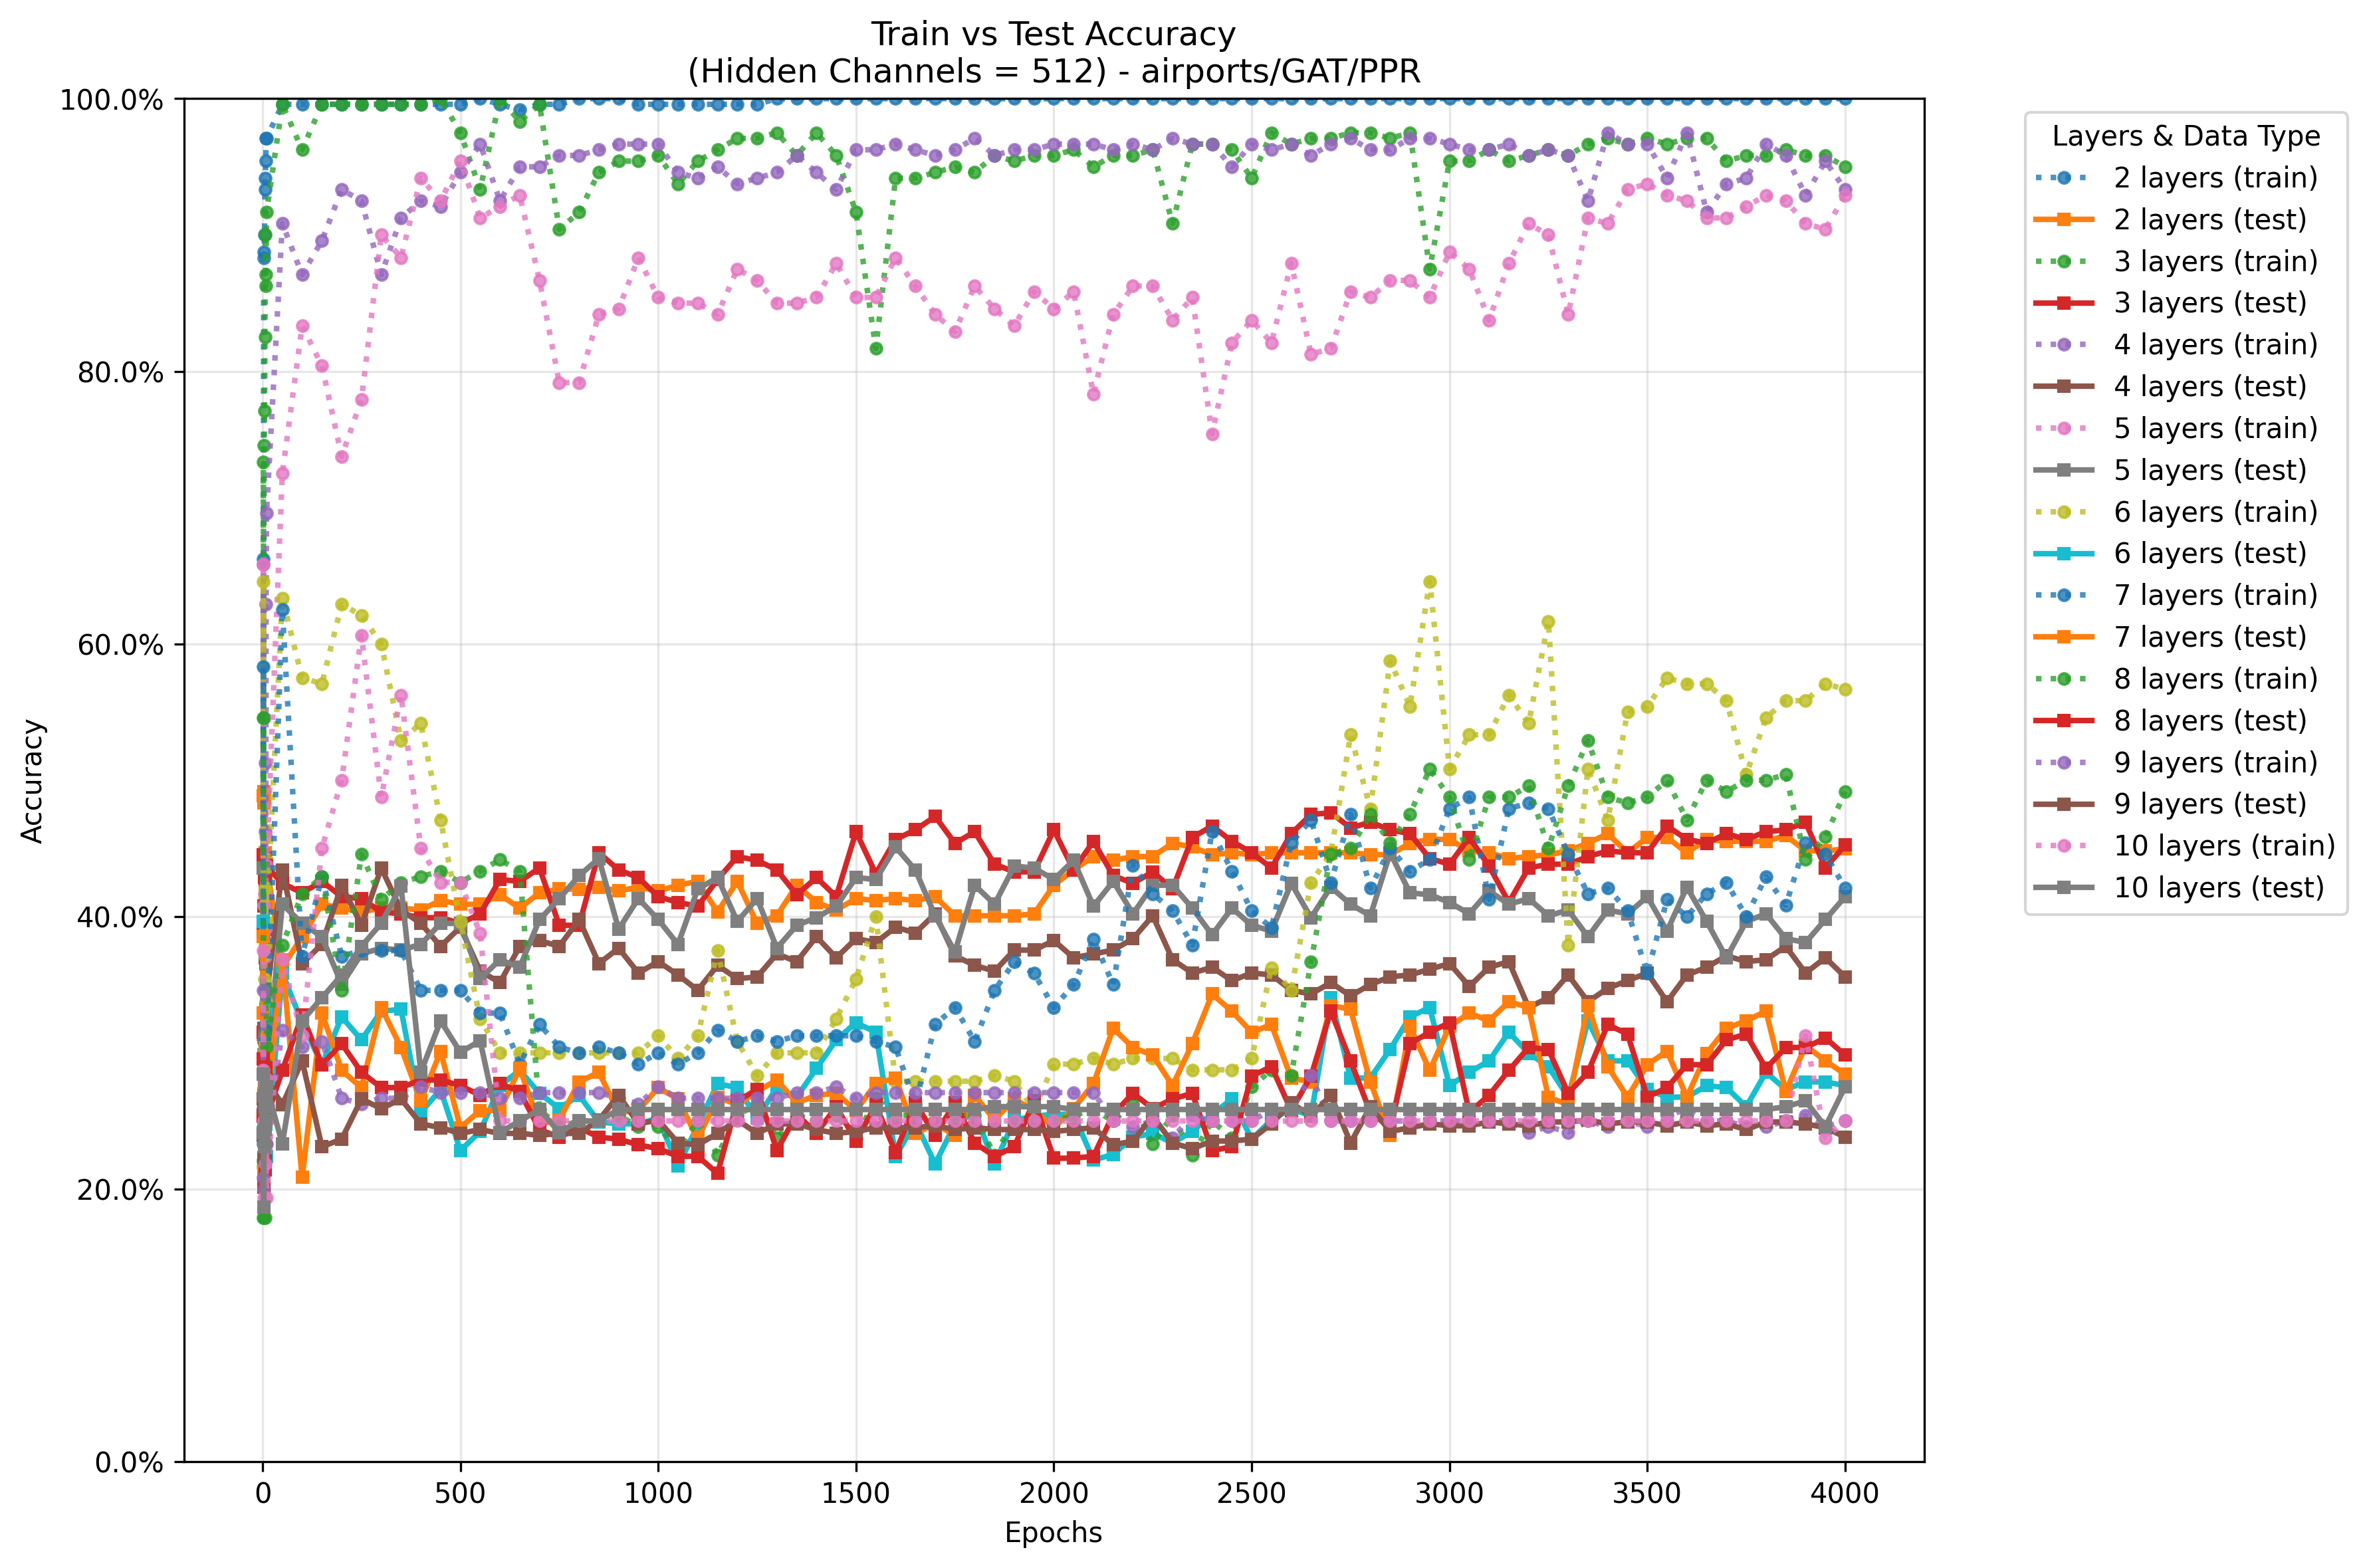 Train vs Test Accuracy
(Hidden Channels = 512) - airports/GAT/PPR
100.0%
80.0%
60.0%
40.0%
20.0%
0.0%
Accuracy
0
500
1000
1500
2000
2500
3000
3500
4000
Epochs
Layers & Data Type
2 layers (train)
2 layers (test)
3 layers (train)
3 layers (test)
4 layers (train)
4 layers (test)
5 layers (train)
5 layers (test)
6 layers (train)
6 layers (test)
7 layers (train)
7 layers (test)
8 layers (train)
8 layers (test)
9 layers (train)
9 layers (test)
10 layers (train)
10 layers (test)